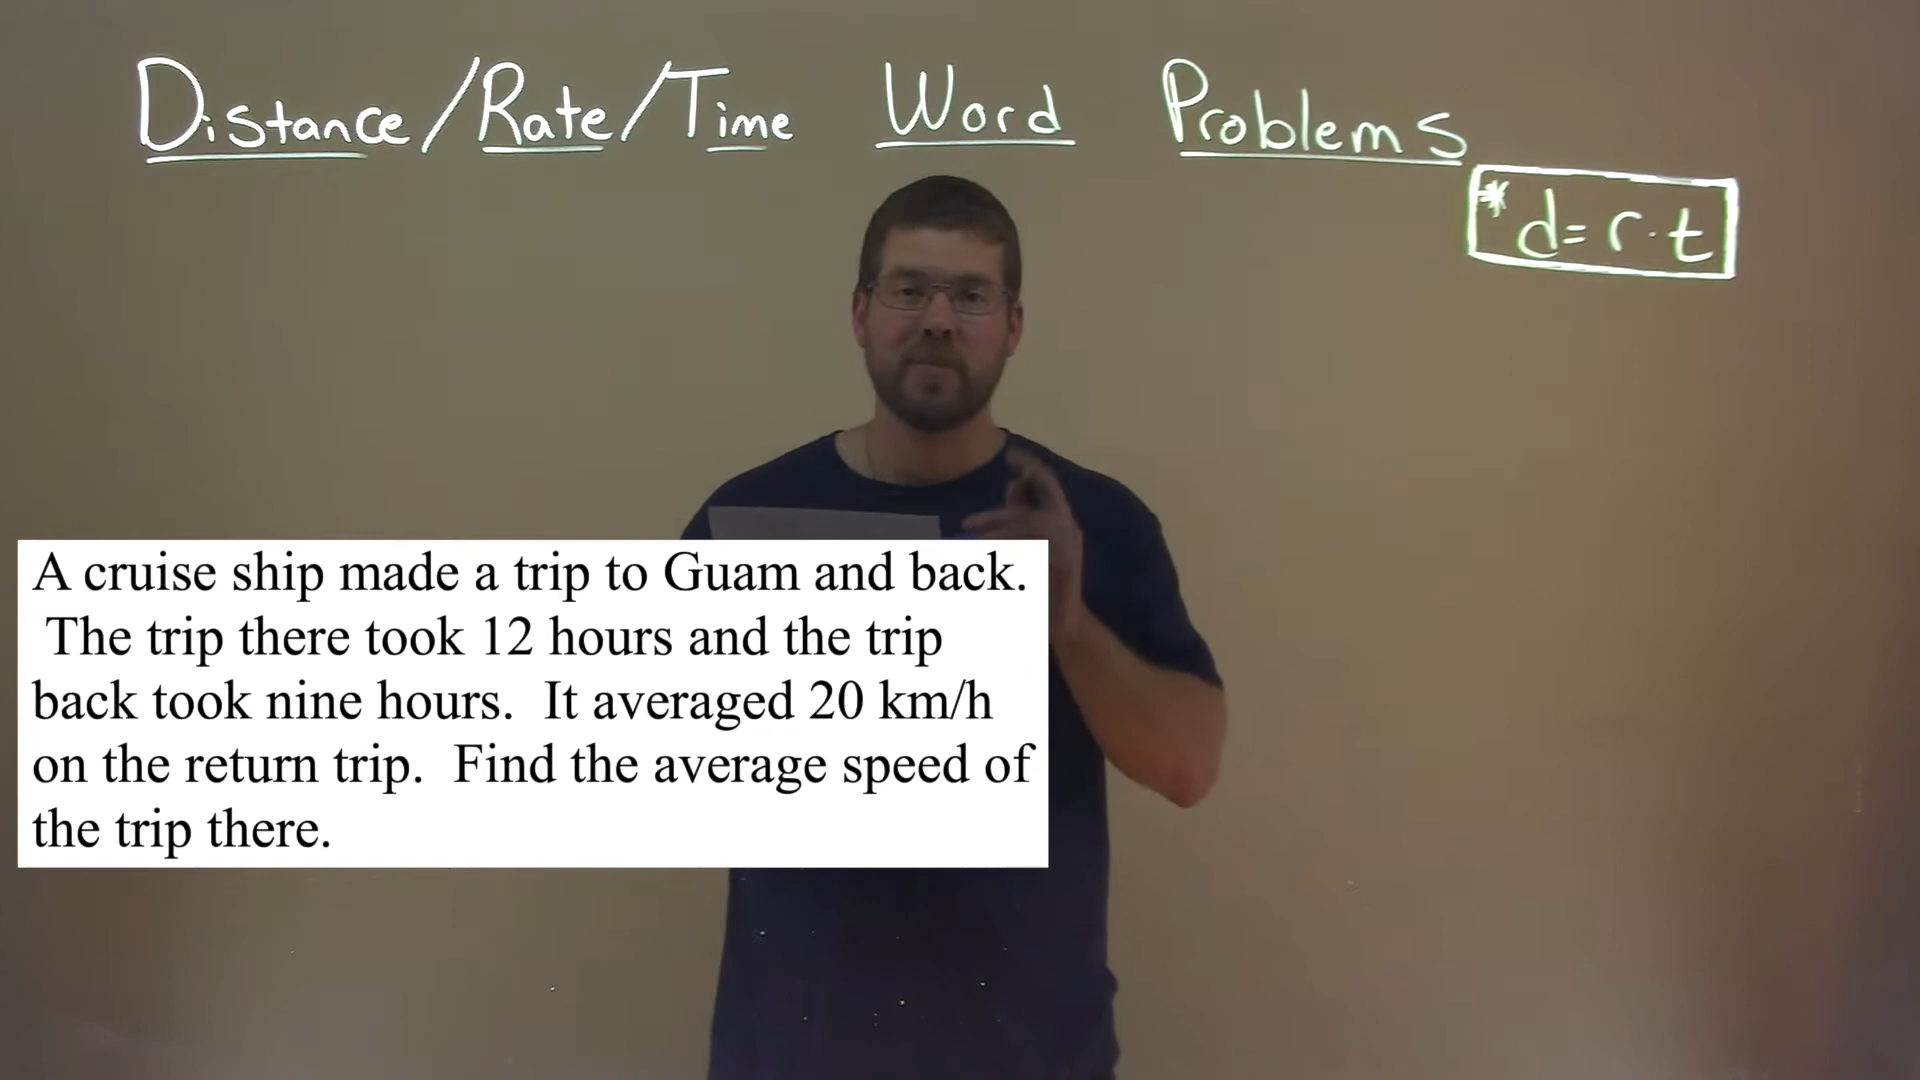 Distance/Rate/Time Word Problems
* d = r · t
A cruise ship made a trip to Guam and back.
The trip there took 12 hours and the trip
back took nine hours. It averaged 20 km/h
on the return trip. Find the average speed of
the trip there.